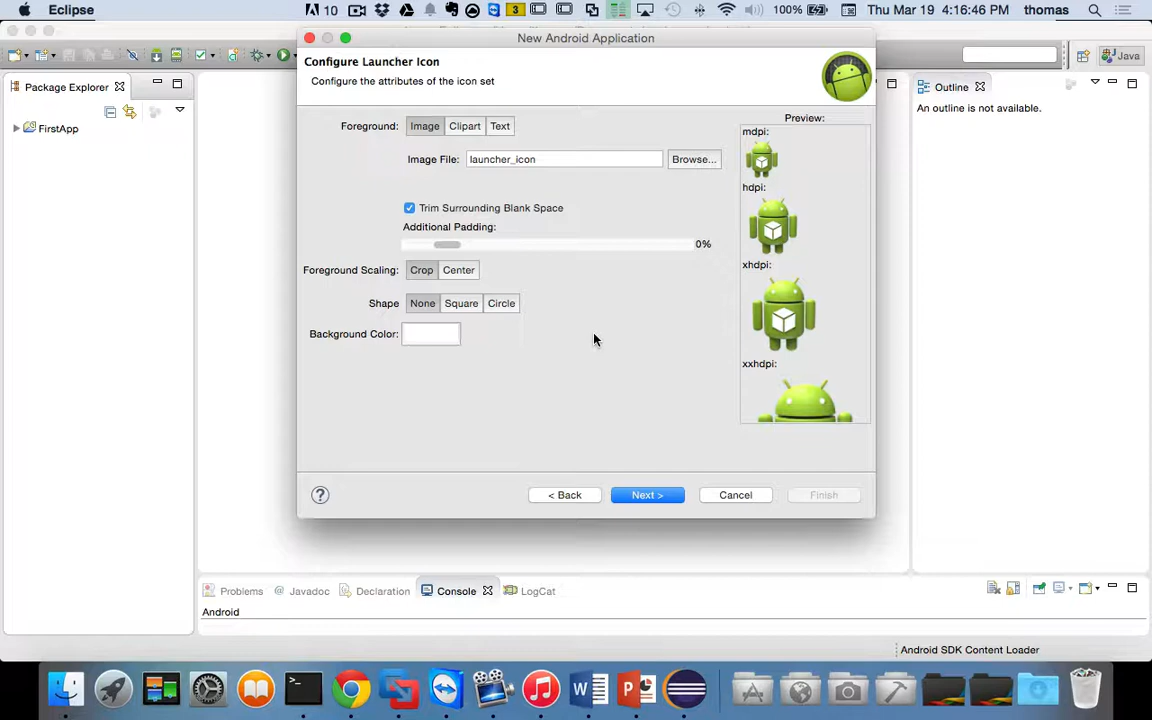 Eclipse
10
3
100%
Thu Mar 19 4:16:46 PM thomas
Java
New Android Application
Configure Launcher Icon
Configure the attributes of the icon set
Package Explorer
FirstApp
Outline
An outline is not available.
Foreground: Image Clipart Text
Image File: launcher_icon Browse...
Trim Surrounding Blank Space
Additional Padding:
0%
Foreground Scaling: Crop Center
Shape None Square Circle
Background Color:
Preview:
mdpi:
hdpi:
xhdpi:
xxhdpi:
?
< Back Next > Cancel Finish
Problems Javadoc Declaration Console LogCat
Android
Android SDK Content Loader